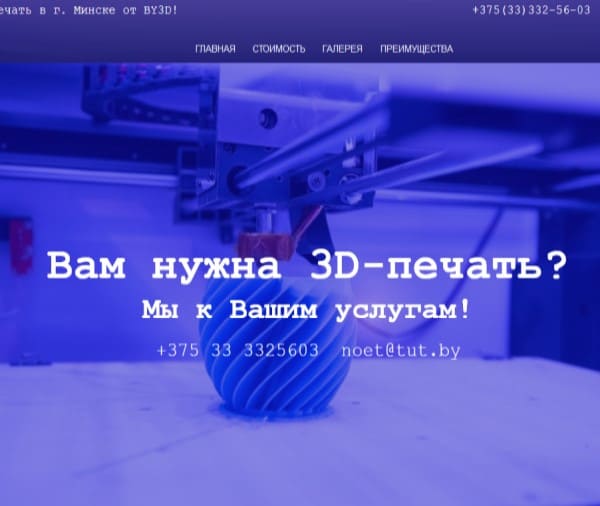 в г. Минске от BY3D!
+375(33)332-56-03
ГЛАВНАЯ СТОИМОСТЬ ГАЛЕРЕЯ ПРЕИМУЩЕСТВА
Вам нужна 3D-печать?
Мы к Вашим услугам!
+375 33 3325603 noet@tut.by